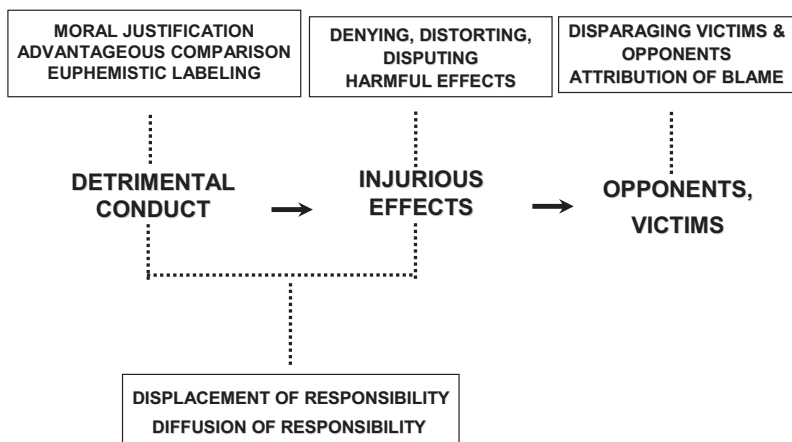 MORAL JUSTIFICATION
ADVANTAGEOUS COMPARISON
EUPHEMISTIC LABELING
DENYING, DISTORTING,
DISPUTING
HARMFUL EFFECTS
DISPARAGING VICTIMS &
OPPONENTS
ATTRIBUTION OF BLAME
DETRIMENTAL
CONDUCT
INJURIOUS
EFFECTS
OPPONENTS,
VICTIMS
DISPLACEMENT OF RESPONSIBILITY
DIFFUSION OF RESPONSIBILITY